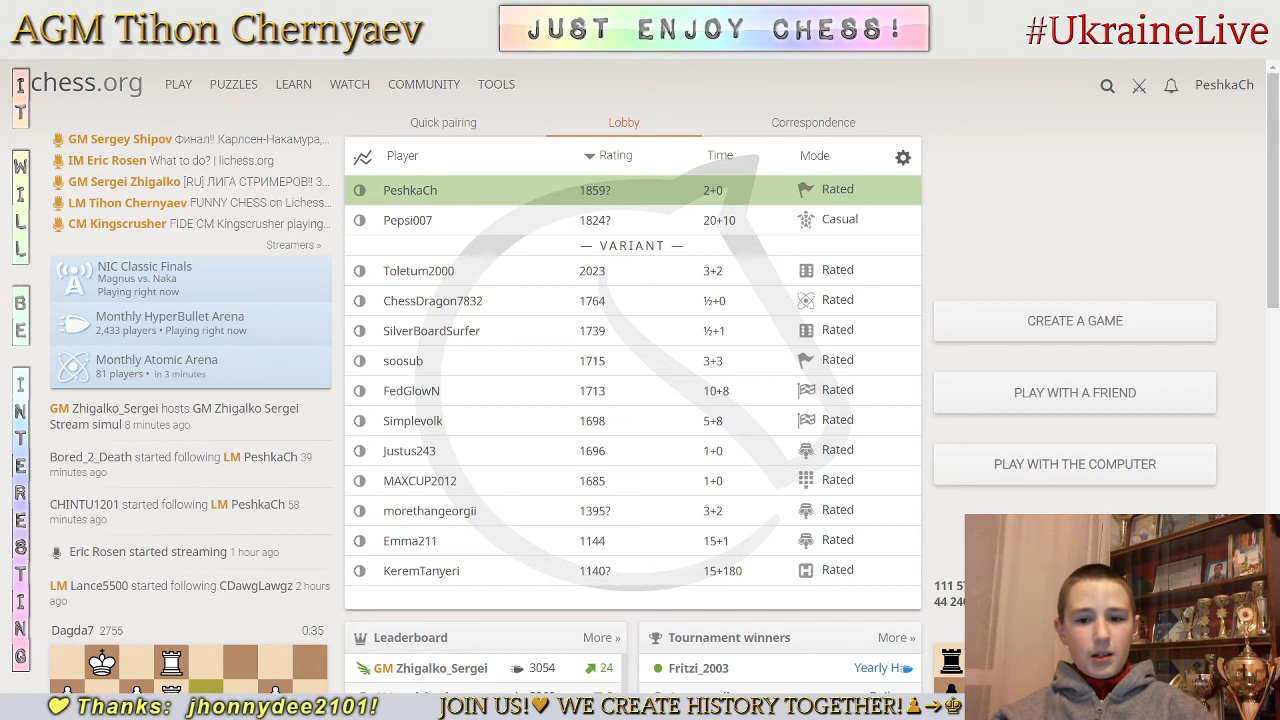 AGM Tihon Chernyaev
JUST ENJOY CHESS!
#UkraineLive
IT WILL BE INTERESTING
chess.org
PLAY PUZZLES LEARN WATCH COMMUNITY TOOLS
PeshkaCh
GM Sergey Shipov Финал!! Карлсен-Накамура,...
IM Eric Rosen What to do? | lichess.org
GM Sergei Zhigalko [RU] ЛИГА СТРИМЕРОВ!! З...
LM Tihon Chernyaev FUNNY CHESS on Lichess...
CM Kingscrusher FIDE CM Kingscrusher playing...
Streamers »
NIC Classic Finals
Magnus vs. Naka
Playing right now
Monthly HyperBullet Arena
2,433 players • Playing right now
Monthly Atomic Arena
81 players • in 3 minutes
GM Zhigalko_Sergei hosts GM Zhigalko Sergei
Stream simul 8 minutes ago
Bored_2_Death started following LM PeshkaCh 39
minutes ago
CHINTU1201 started following LM PeshkaCh 58
minutes ago
Eric Rosen started streaming 1 hour ago
LM Lance5500 started following CDawgLawgz 2 hours
ago
Dagda7 2755 0:35
Quick pairing Lobby Correspondence
Player Rating Time Mode
PeshkaCh 1859? 2+0 Rated
Pepsi007 1824? 20+10 Casual
— VARIANT —
Toletum2000 2023 3+2 Rated
ChessDragon7832 1764 ½+0 Rated
SilverBoardSurfer 1739 ½+1 Rated
soosub 1715 3+3 Rated
FedGlowN 1713 10+8 Rated
Simplevolk 1698 5+8 Rated
Justus243 1696 1+0 Rated
MAXCUP2012 1685 1+0 Rated
morethangeorgii 1395? 3+2 Rated
Emma211 1144 15+1 Rated
KeremTanyeri 1140? 15+180 Rated
Leaderboard More »
GM Zhigalko_Sergei 3054 24
Tournament winners More »
Fritzi_2003 Yearly H
CREATE A GAME
PLAY WITH A FRIEND
PLAY WITH THE COMPUTER
111 57
44 240
Thanks: jhonnydee2101!
JOIN US! WE CREATE HISTORY TOGETHER!